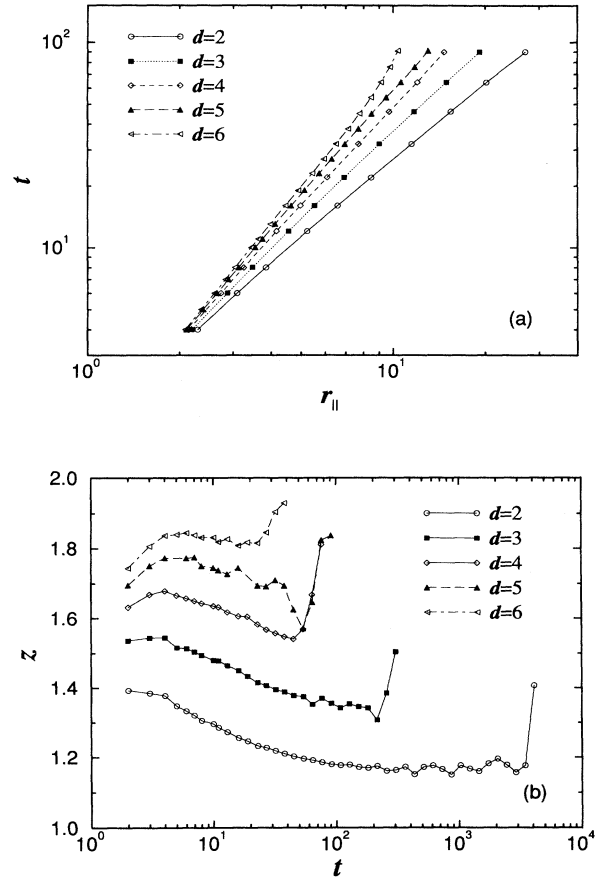 10²
d=2
d=3
d=4
d=5
d=6
t
10¹
(a)
10⁰
10¹
r||
2.0
d=2
d=3
1.8
d=4
d=5
d=6
1.6
z
1.4
1.2
(b)
1.0
10⁰
10¹
10²
10³
10⁴
t